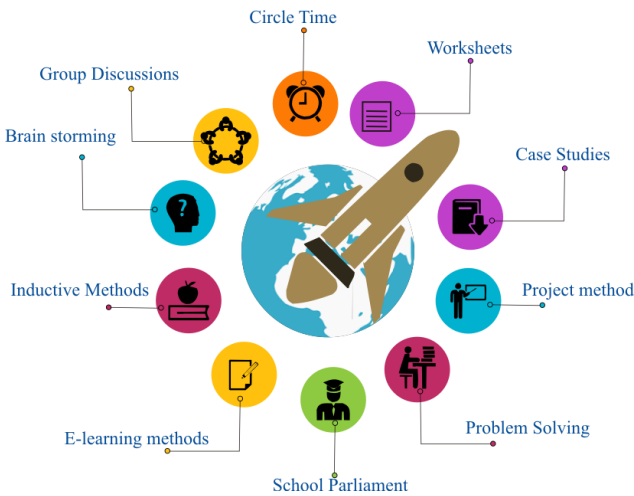 Circle Time
Worksheets
Group Discussions
Brain storming
Case Studies
Inductive Methods
Project method
E-learning methods
Problem Solving
School Parliament
?